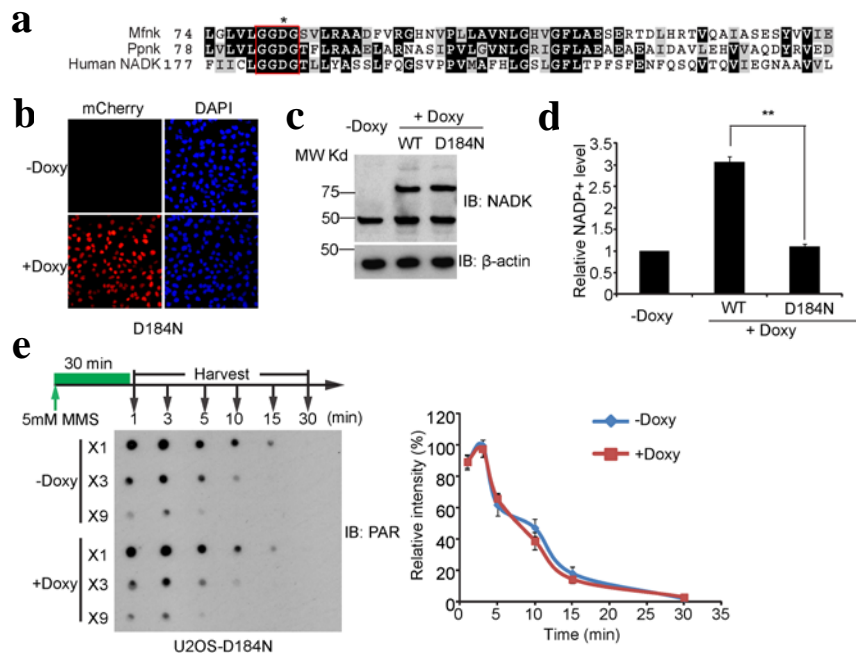 a
*
Mfnk 74 LGLVLGGDGSVLRAADFVRGHNVPLLAVNLGHVGFLAESERTDLHRTVQAIASESYVVIE
Ppnk 78 LVLVLGGDGTFLRAAELARNASIPVLGVNLGRIGFLAEAEAEAIDAVLEHVVAQDYRVED
Human NADK 177 FIICLGGDGTLLYASSLFQGSVPPVMAFHLGSLGFLTPFSFENFQSQVTQVIEGNAAVVL
b
mCherry DAPI
-Doxy
+Doxy
D184N
c
-Doxy + Doxy
WT D184N
MW Kd
75
50
IB: NADK
50
IB: β-actin
d
Relative NADP+ level
3.5
3
2.5
2
1.5
1
0.5
0
**
-Doxy WT D184N
+ Doxy
e
30 min
Harvest
5mM MMS 1 3 5 10 15 30 (min)
-Doxy
X1
X3
X9
+Doxy
X1
X3
X9
IB: PAR
U2OS-D184N
Relative intensity (%)
120
100
80
60
40
20
0
0 5 10 15 20 25 30 35
Time (min)
-Doxy
+Doxy